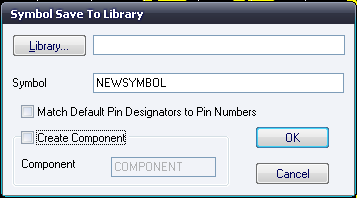 Symbol Save To Library
Library...
Symbol NEWSYMBOL
Match Default Pin Designators to Pin Numbers
Create Component
OK
Component COMPONENT
Cancel